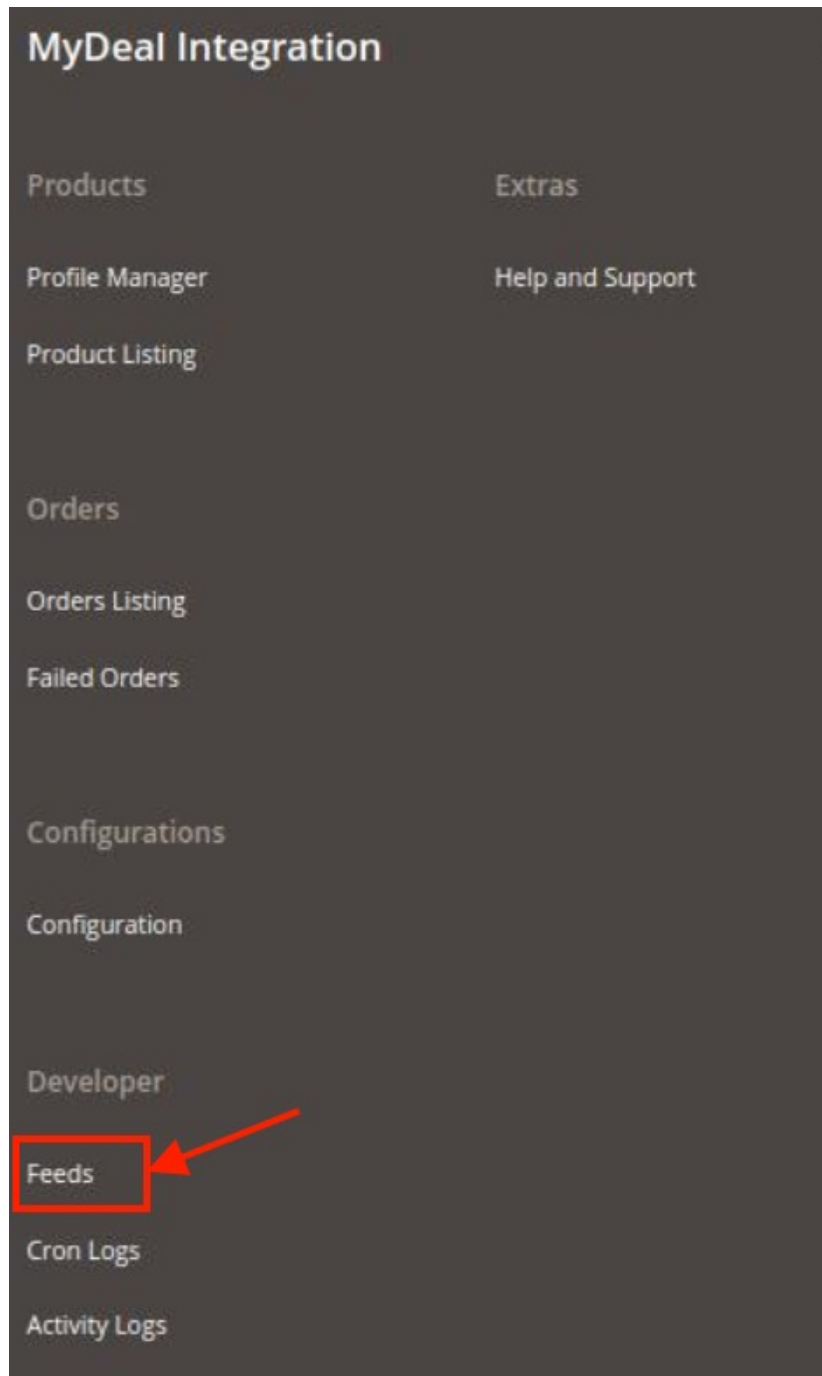 MyDeal Integration
Products
Profile Manager
Product Listing
Orders
Orders Listing
Failed Orders
Configurations
Configuration
Developer
Feeds
Cron Logs
Activity Logs
Extras
Help and Support